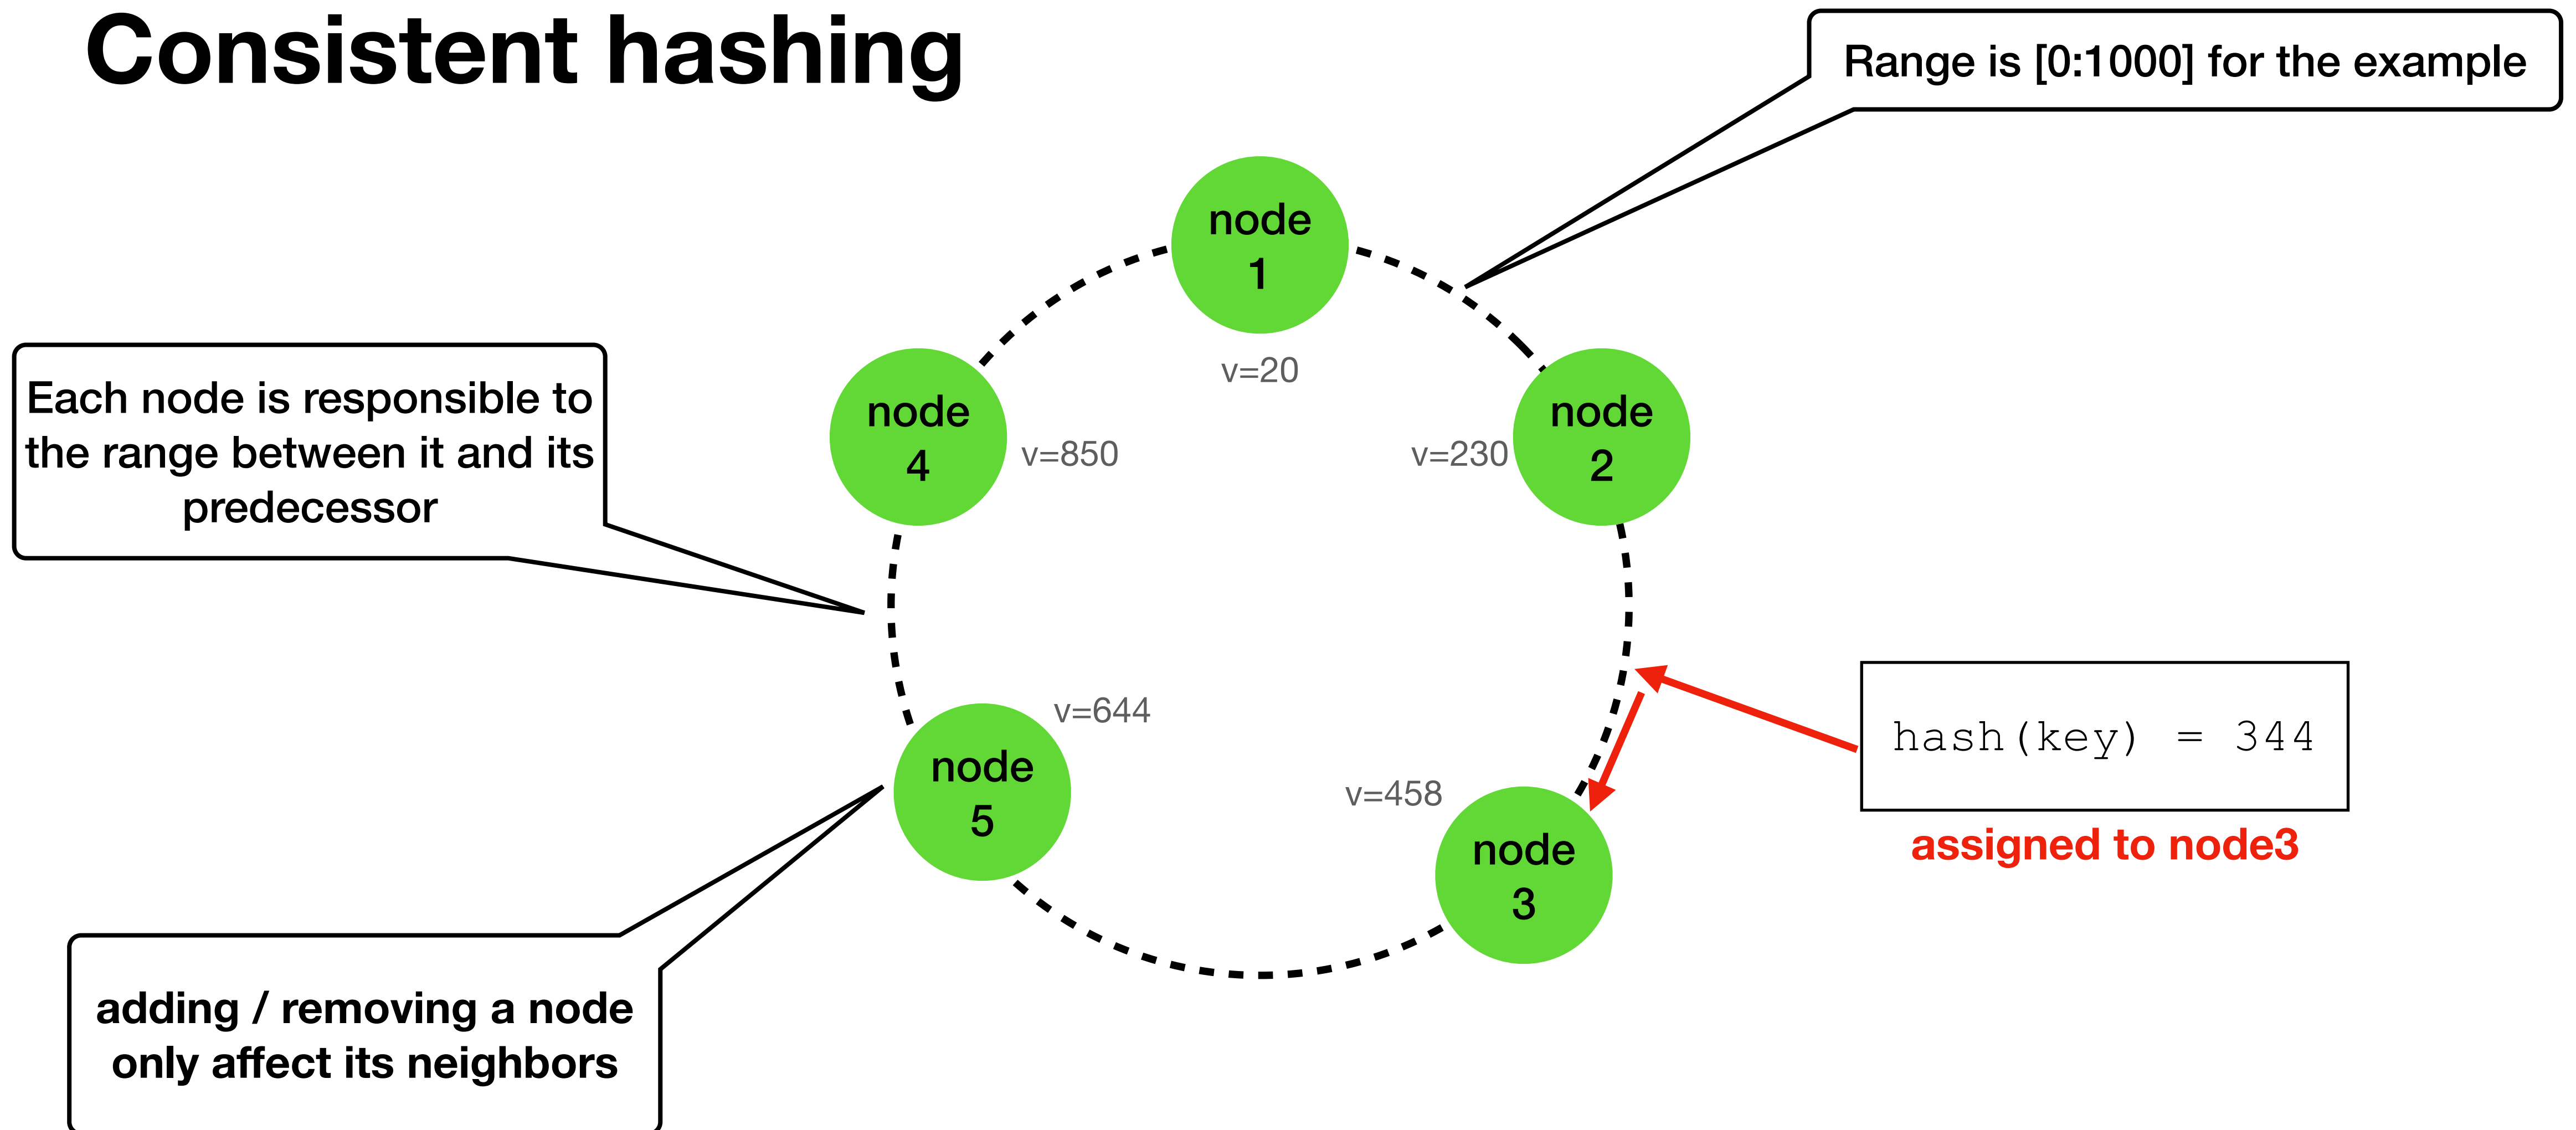 Consistent hashing
Range is [0:1000] for the example
node
1
v=20
node
4
v=850
node
2
v=230
Each node is responsible to
the range between it and its
predecessor
node
5
v=644
node
3
v=458
hash(key) = 344
assigned to node3
adding / removing a node
only affect its neighbors